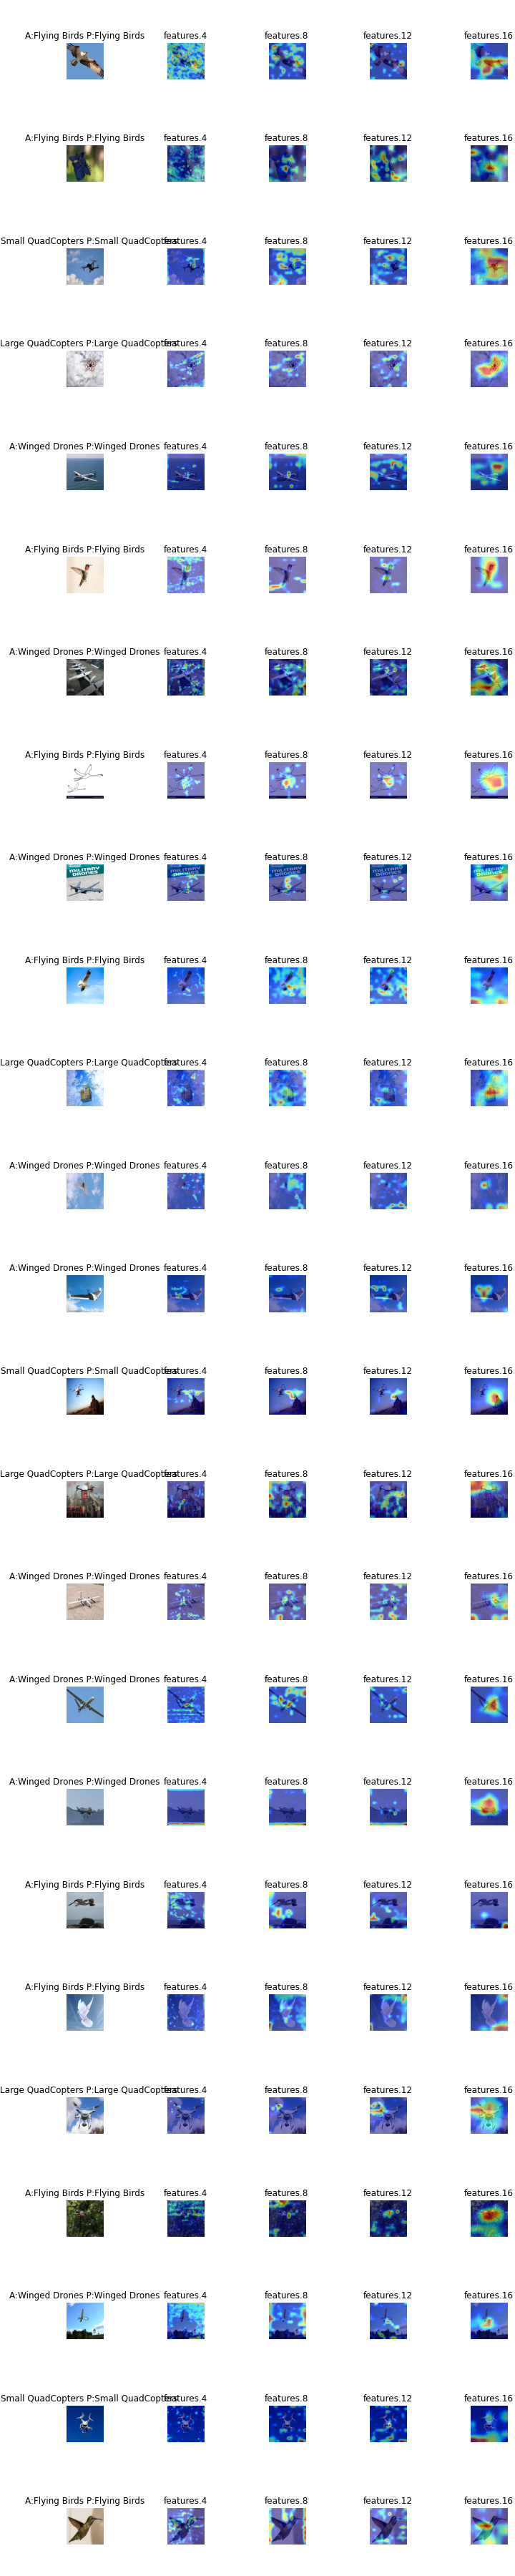 A:Flying Birds P:Flying Birds features.4 features.8 features.12 features.16
A:Flying Birds P:Flying Birds features.4 features.8 features.12 features.16
Small QuadCopters P:Small QuadCopters features.4 features.8 features.12 features.16
Large QuadCopters P:Large QuadCopters features.4 features.8 features.12 features.16
A:Winged Drones P:Winged Drones features.4 features.8 features.12 features.16
A:Flying Birds P:Flying Birds features.4 features.8 features.12 features.16
A:Winged Drones P:Winged Drones features.4 features.8 features.12 features.16
A:Flying Birds P:Flying Birds features.4 features.8 features.12 features.16
A:Winged Drones P:Winged Drones features.4 features.8 features.12 features.16
MILITARY
DRONES
A:Flying Birds P:Flying Birds features.4 features.8 features.12 features.16
Large QuadCopters P:Large QuadCopters features.4 features.8 features.12 features.16
A:Winged Drones P:Winged Drones features.4 features.8 features.12 features.16
A:Winged Drones P:Winged Drones features.4 features.8 features.12 features.16
Small QuadCopters P:Small QuadCopters features.4 features.8 features.12 features.16
Large QuadCopters P:Large QuadCopters features.4 features.8 features.12 features.16
A:Winged Drones P:Winged Drones features.4 features.8 features.12 features.16
A:Winged Drones P:Winged Drones features.4 features.8 features.12 features.16
A:Winged Drones P:Winged Drones features.4 features.8 features.12 features.16
A:Flying Birds P:Flying Birds features.4 features.8 features.12 features.16
A:Flying Birds P:Flying Birds features.4 features.8 features.12 features.16
Large QuadCopters P:Large QuadCopters features.4 features.8 features.12 features.16
A:Flying Birds P:Flying Birds features.4 features.8 features.12 features.16
A:Winged Drones P:Winged Drones features.4 features.8 features.12 features.16
Small QuadCopters P:Small QuadCopters features.4 features.8 features.12 features.16
A:Flying Birds P:Flying Birds features.4 features.8 features.12 features.16